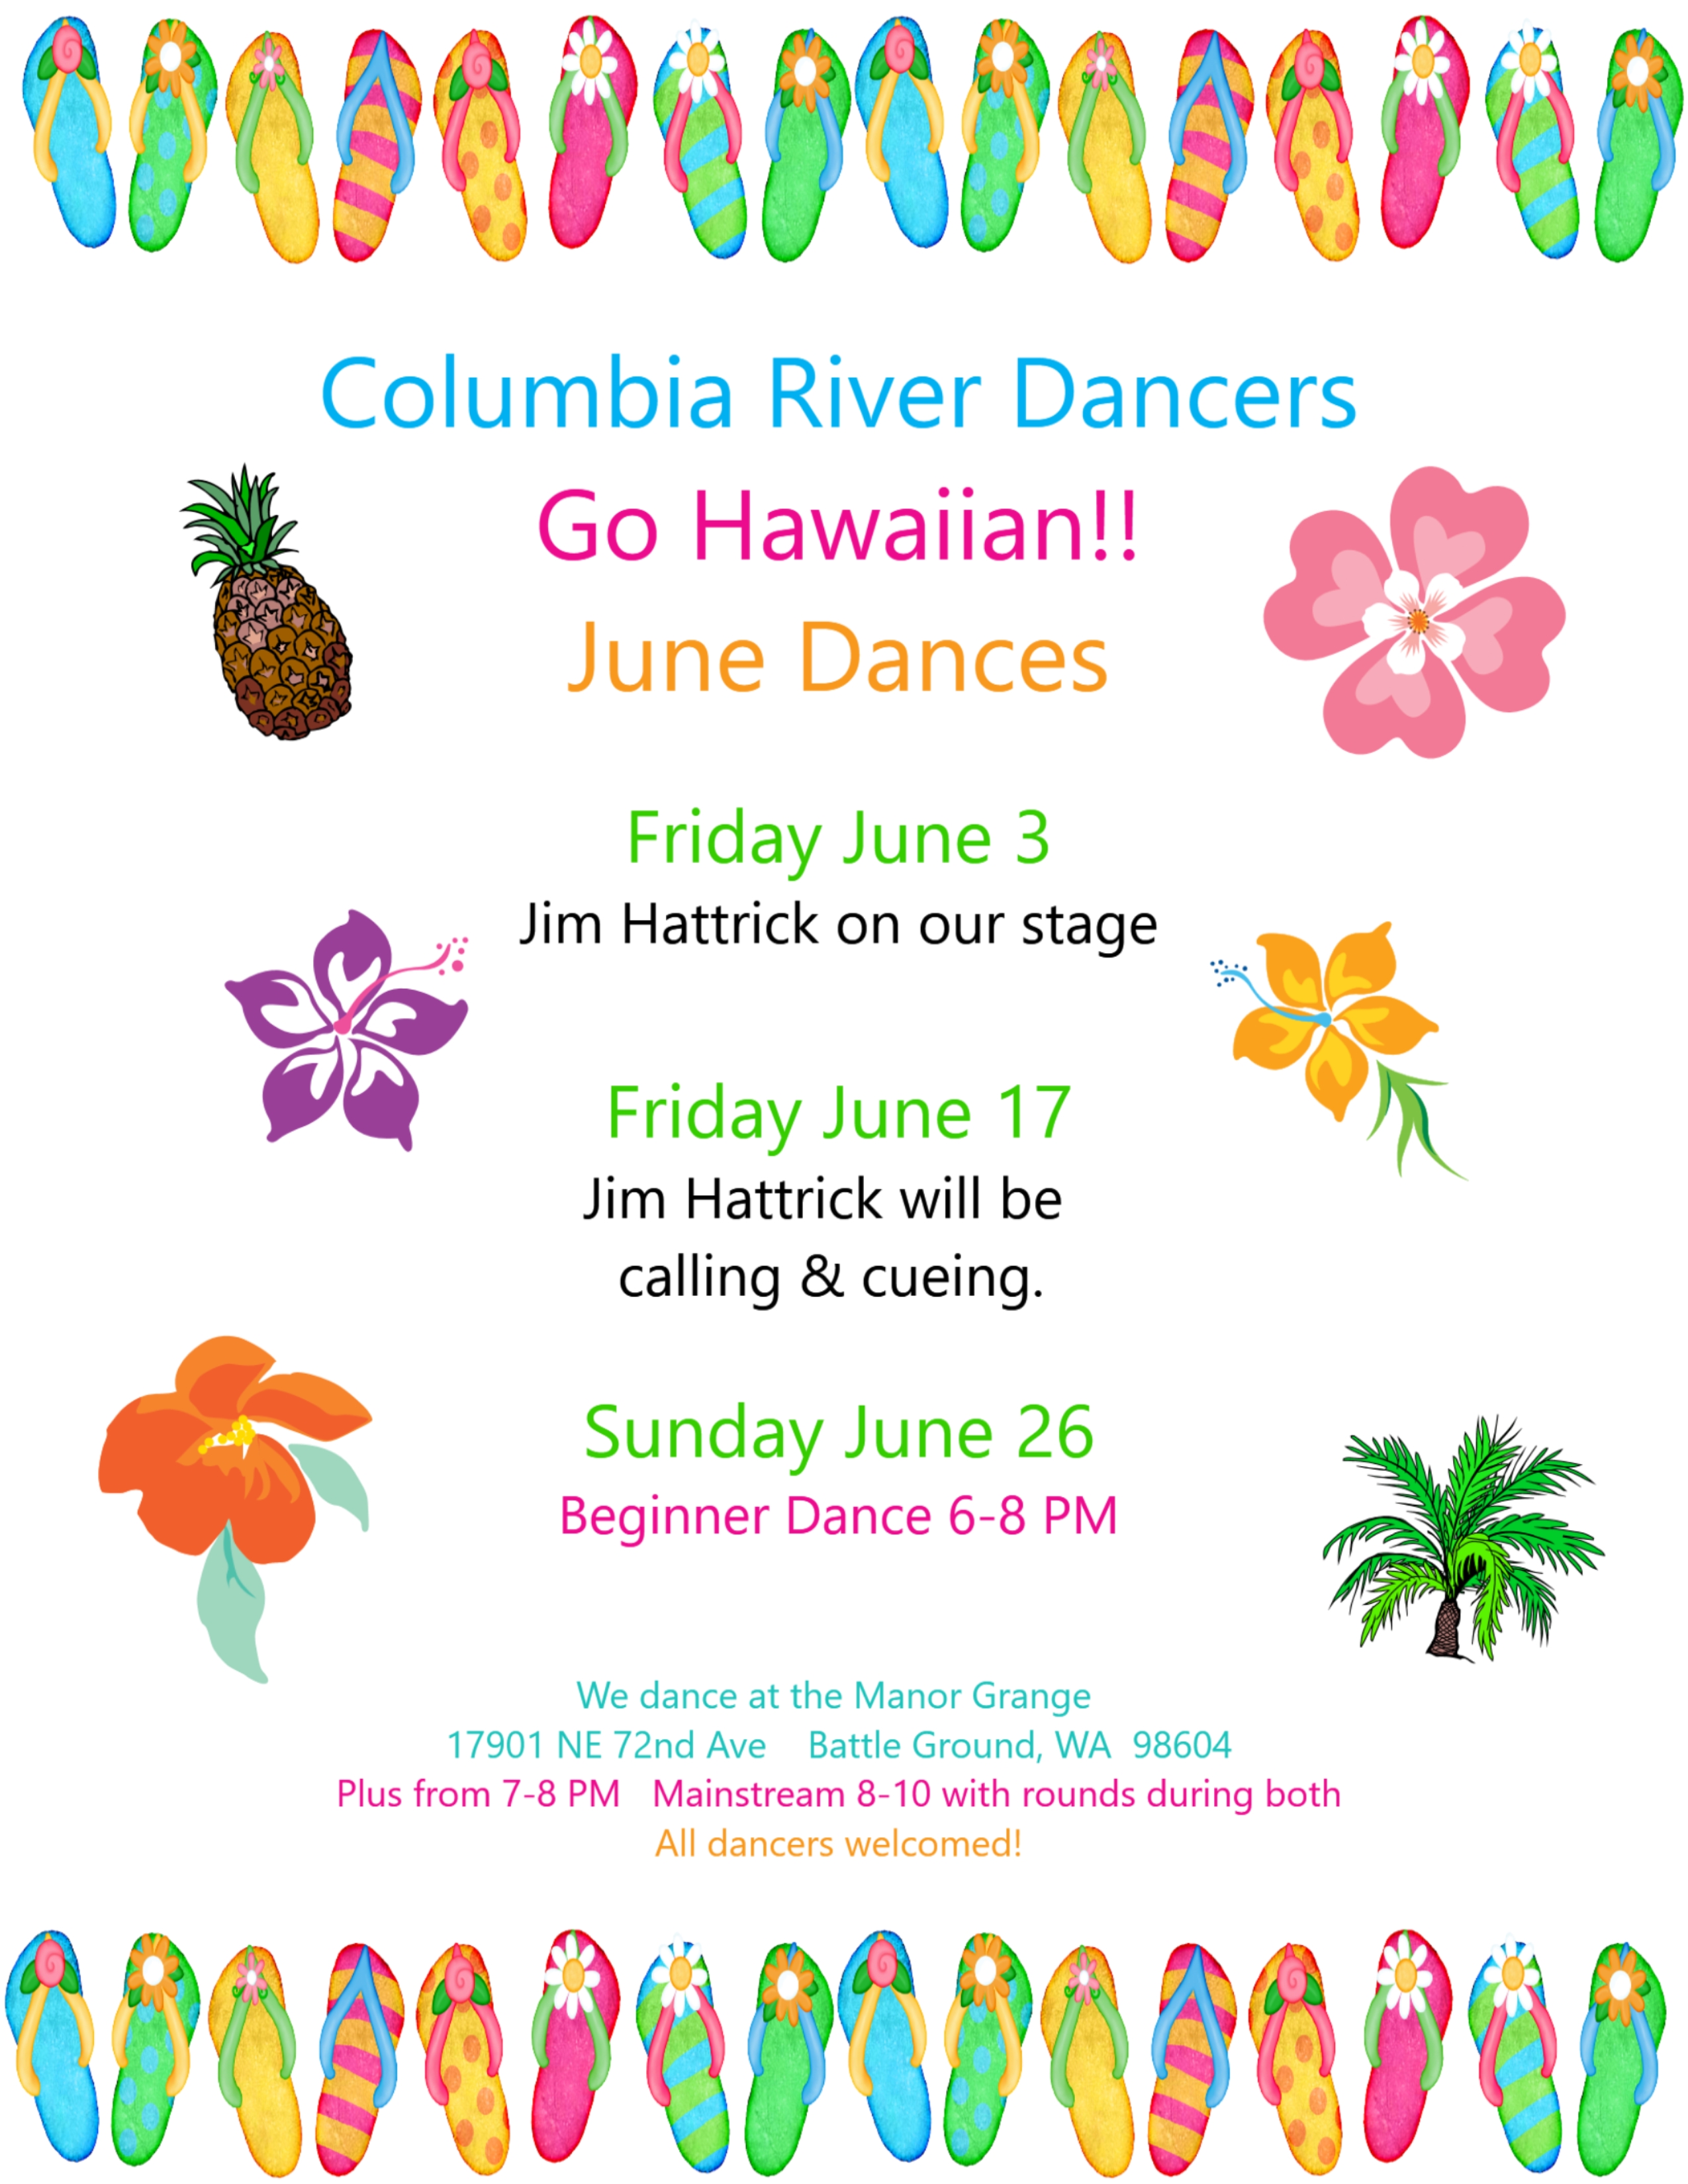 Columbia River Dancers
Go Hawaiian!!
June Dances
Friday June 3
Jim Hattrick on our stage
Friday June 17
Jim Hattrick will be
calling & cueing.
Sunday June 26
Beginner Dance 6-8 PM
We dance at the Manor Grange
17901 NE 72nd Ave Battle Ground, WA 98604
Plus from 7-8 PM Mainstream 8-10 with rounds during both
All dancers welcomed!